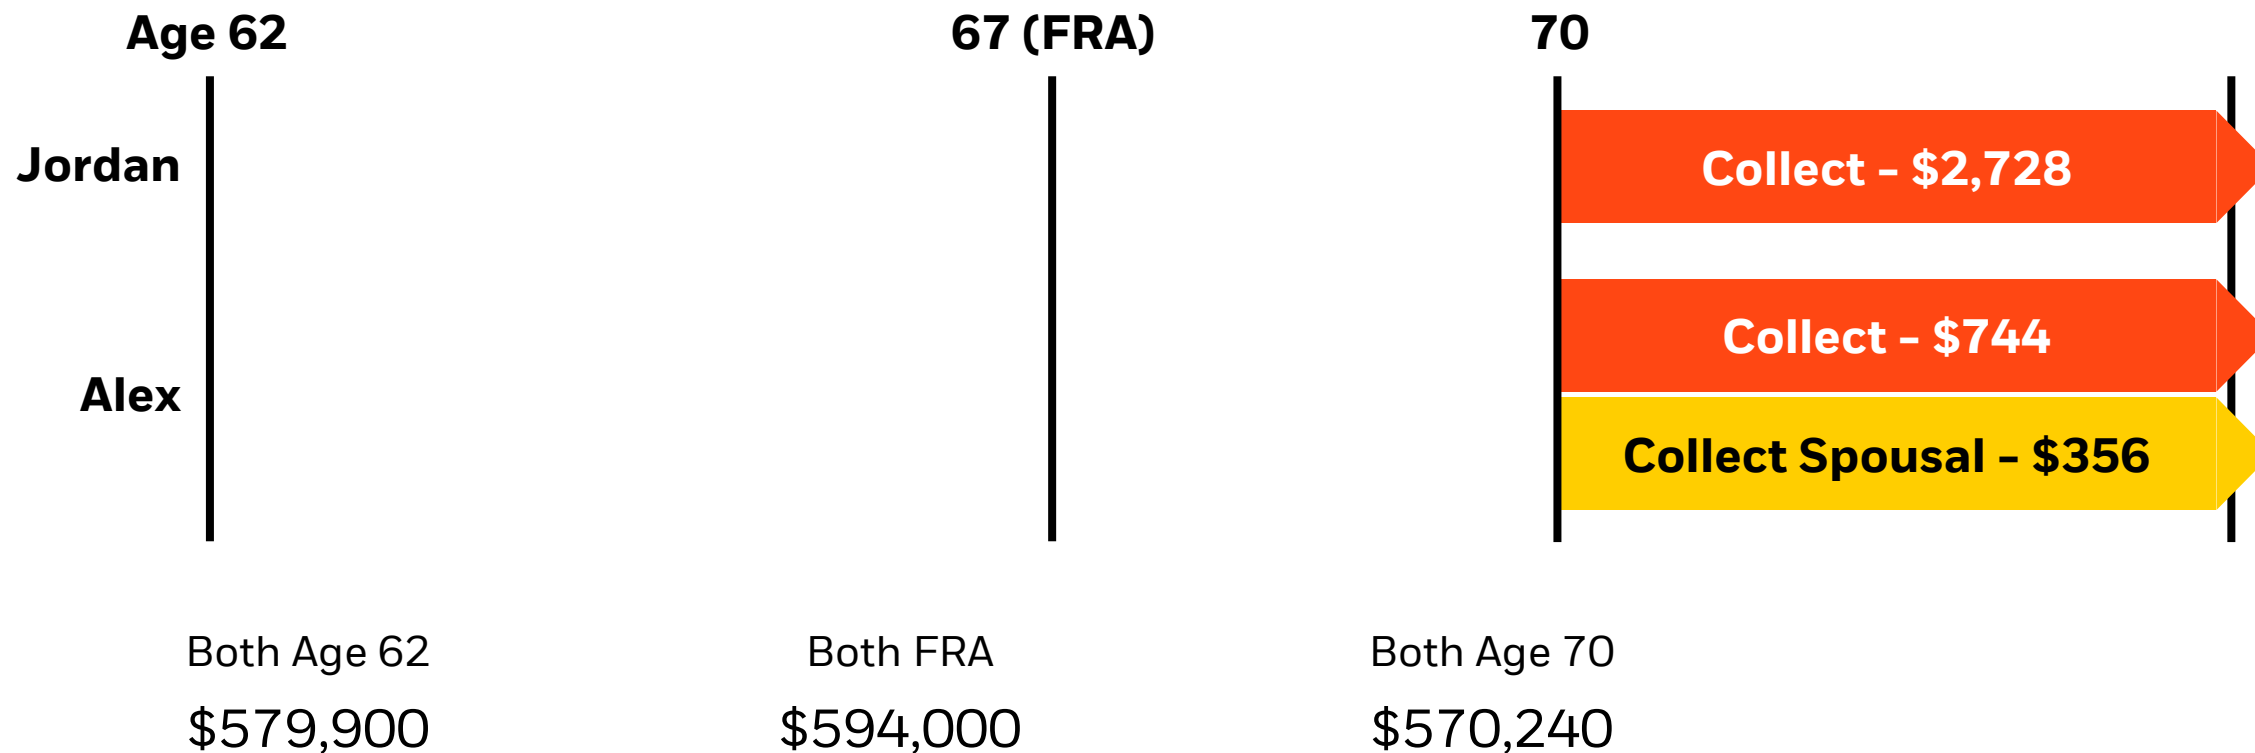 Age 62
67 (FRA)
70
Jordan
Collect - $2,728
Collect - $744
Alex
Collect Spousal - $356
Both Age 62
Both FRA
Both Age 70
$579,900
$594,000
$570,240